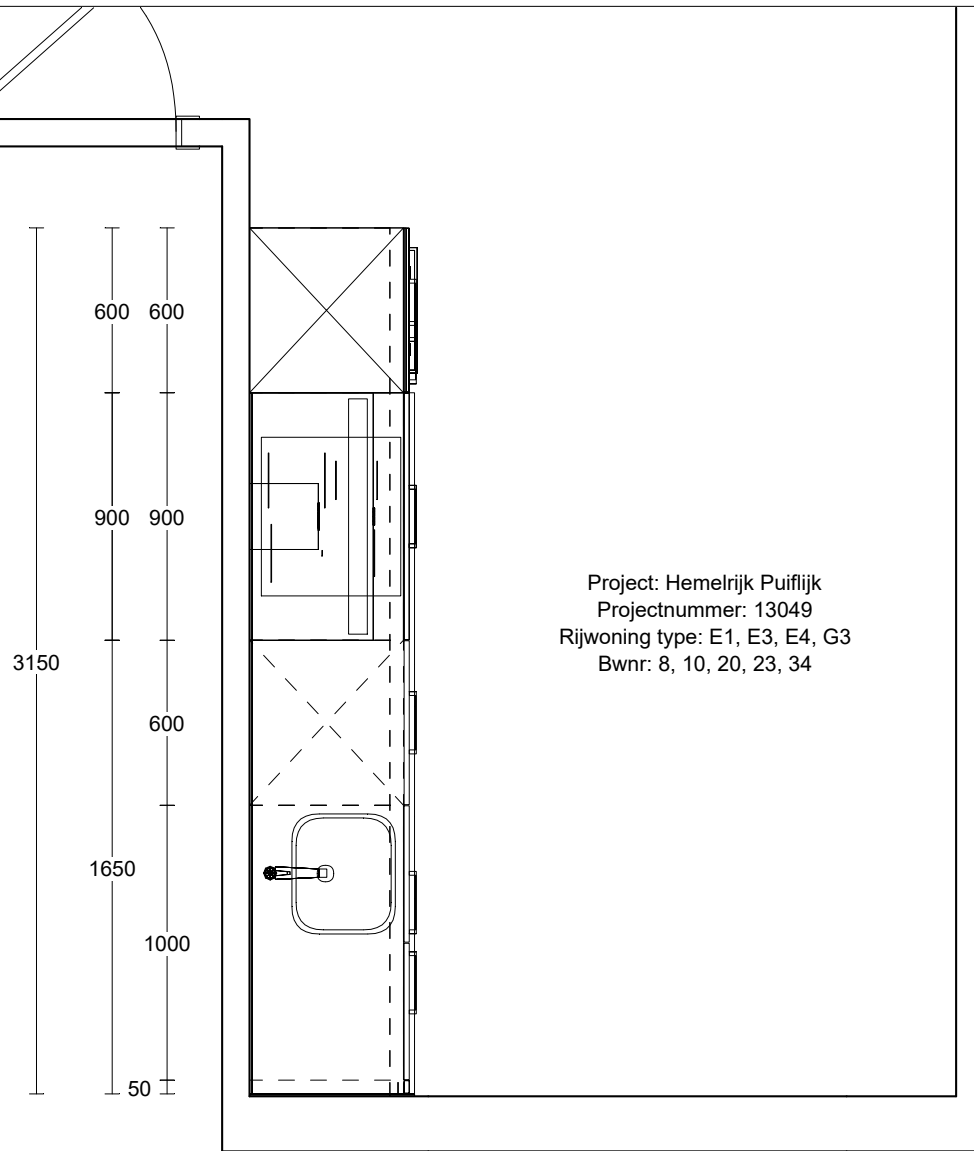 600 600
900 900
Project: Hemelrijk Puiflijk
Projectnummer: 13049
Rijwoning type: E1, E3, E4, G3
Bwnr: 8, 10, 20, 23, 34
3150
600
1650
1000
50